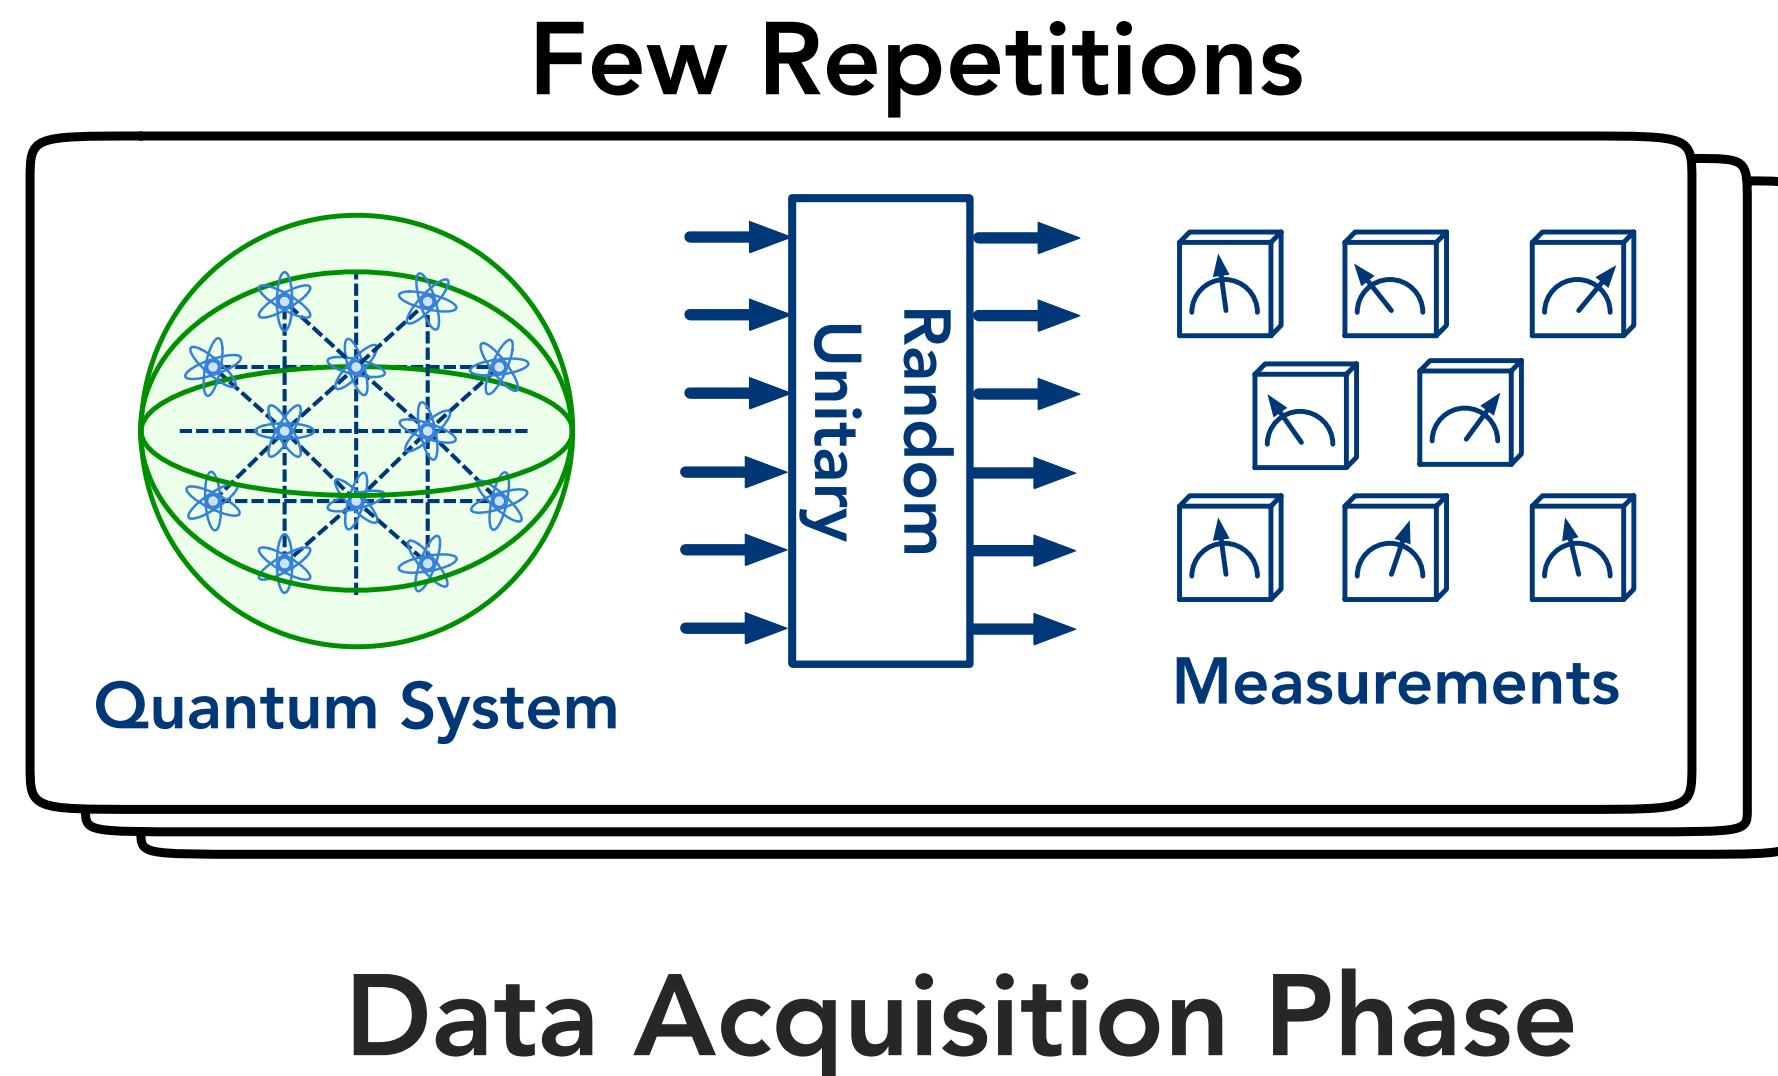 Few Repetitions
Quantum System
Random
Unitary
Measurements
Data Acquisition Phase